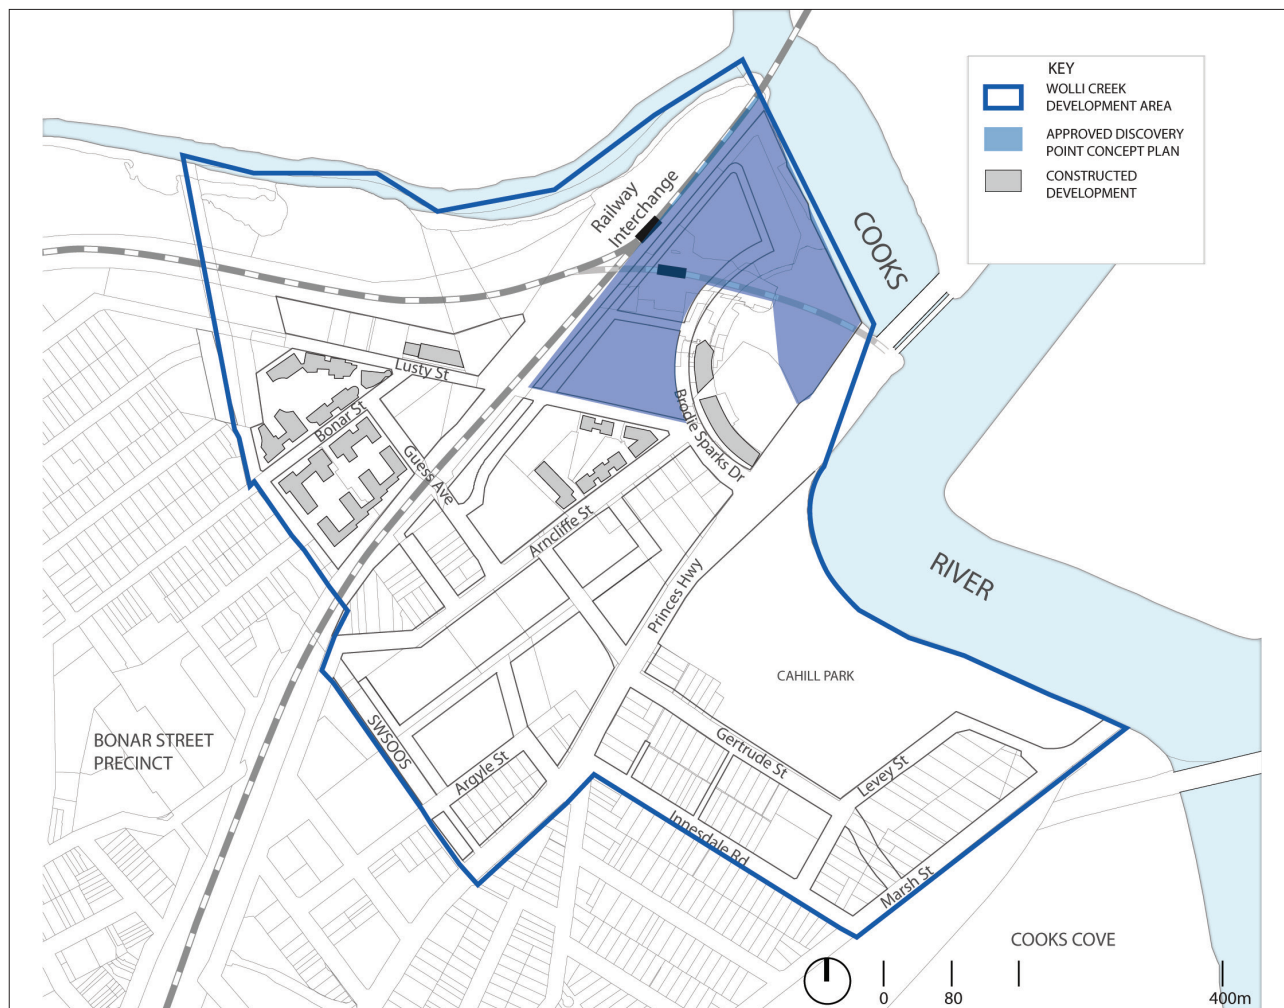 KEY
WOLLI CREEK
DEVELOPMENT AREA
APPROVED DISCOVERY
POINT CONCEPT PLAN
CONSTRUCTED
DEVELOPMENT
Railway
Interchange
COOKS
RIVER
Lusty St
Bonar St
Guess Ave
Brodie Sparks Dr
Arncliffe St
Princes Hwy
CAHILL PARK
BONAR STREET
PRECINCT
SWSOOS
Argyle St
Gertrude St
Levey St
Innesdale Rd
Marsh St
COOKS COVE
0
80
400m